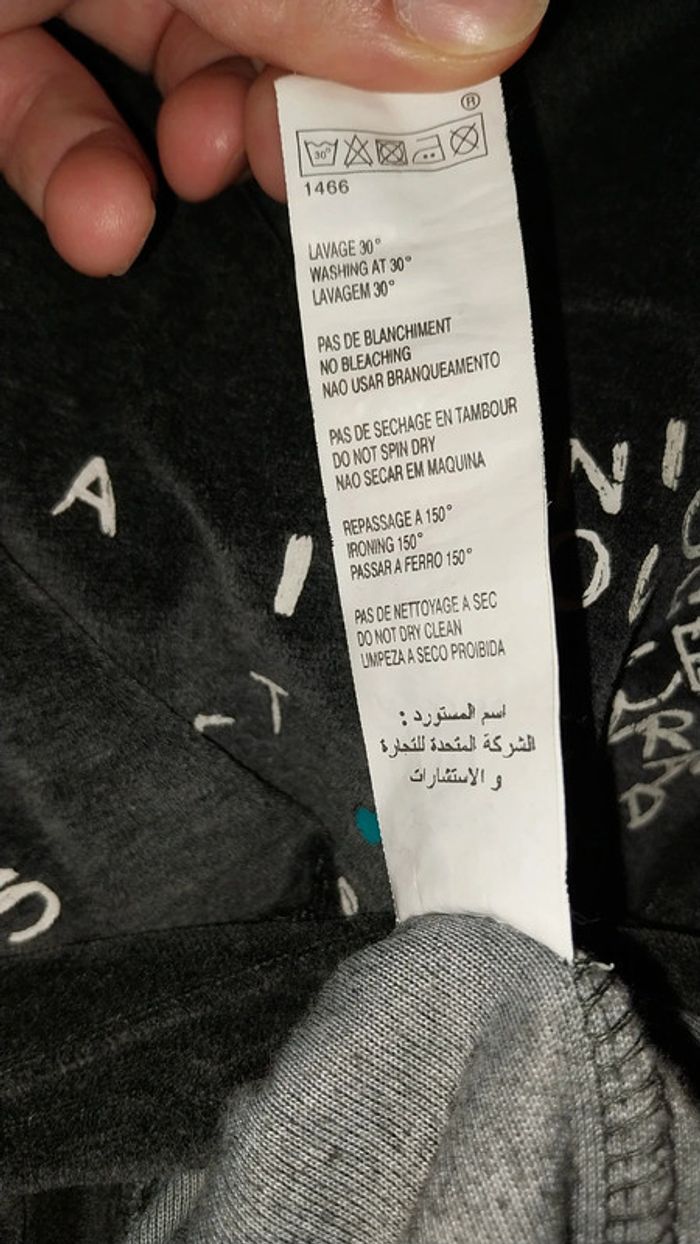 ®
30°
1466
LAVAGE 30°
WASHING AT 30°
LAVAGEM 30°
PAS DE BLANCHIMENT
NO BLEACHING
NAO USAR BRANQUEAMENTO
PAS DE SECHAGE EN TAMBOUR
DO NOT SPIN DRY
NAO SECAR EM MAQUINA
REPASSAGE A 150°
IRONING 150°
PASSAR A FERRO 150°
PAS DE NETTOYAGE A SEC
DO NOT DRY CLEAN
LIMPEZA A SECO PROIBIDA
اسم المستورد :
الشركة المتحدة للتجارة
و الاستشارات